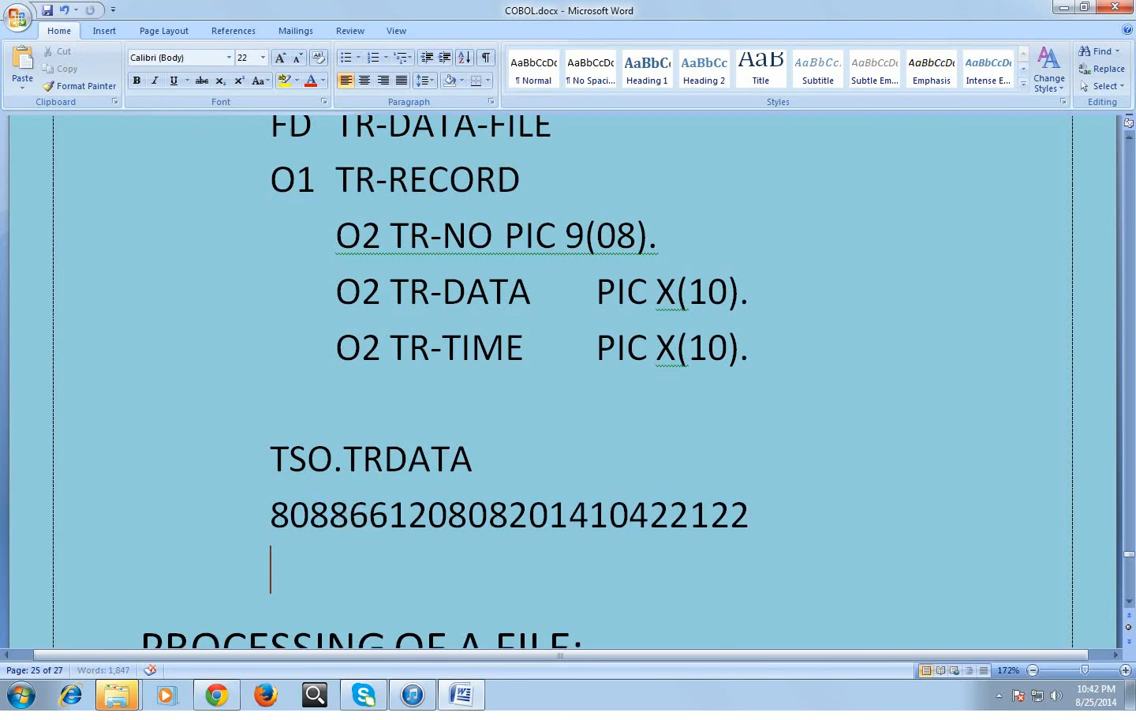 COBOL.docx - Microsoft Word
Home Insert Page Layout References Mailings Review View
Paste
Cut
Copy
Format Painter
Clipboard
Calibri (Body) 22
Font
Paragraph
AaBbCcDc AaBbCcDc AaBbCc AaBbCc AaB AaBbCc. AaBbCcDc AaBbCcDc AaBbCcDc
¶ Normal ¶ No Spaci... Heading 1 Heading 2 Title Subtitle Subtle Em... Emphasis Intense E...
Styles
Change Styles
Find
Replace
Select
Editing
FD TR-DATA-FILE
O1 TR-RECORD
O2 TR-NO PIC 9(08).
O2 TR-DATA PIC X(10).
O2 TR-TIME PIC X(10).
TSO.TRDATA
80886612080820141042​2122
PROCESSING OF A FILE:
Page: 25 of 27 Words: 1,847 172%
10:42 PM
8/25/2014